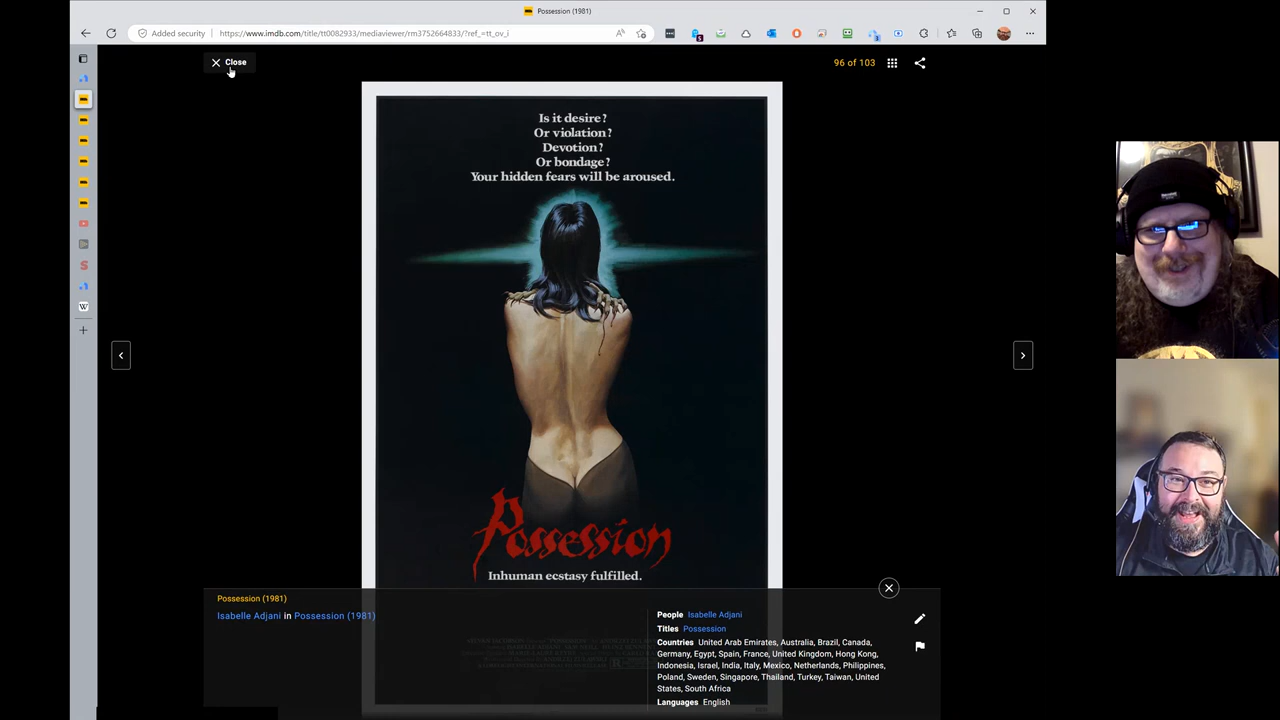 Possession (1981)
Added security
https://www.imdb.com/title/tt0082933/mediaviewer/rm3752664833/?ref_=tt_ov_i
Close
96 of 103
Is it desire?
Or violation?
Devotion?
Or bondage?
Your hidden fears will be aroused.
Possession
Inhuman ecstasy fulfilled.
Possession (1981)
Isabelle Adjani in Possession (1981)
People Isabelle Adjani
Titles Possession
Countries United Arab Emirates, Australia, Brazil, Canada,
Germany, Egypt, Spain, France, United Kingdom, Hong Kong,
Indonesia, Israel, India, Italy, Mexico, Netherlands, Philippines,
Poland, Sweden, Singapore, Thailand, Turkey, Taiwan, United
States, South Africa
Languages English